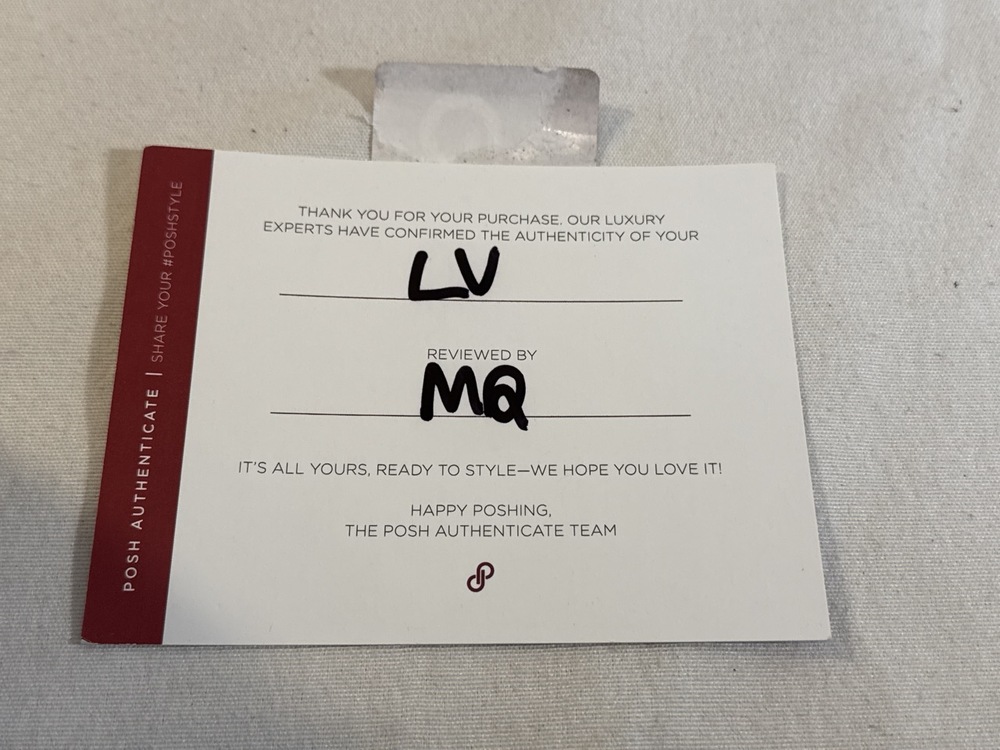 THANK YOU FOR YOUR PURCHASE. OUR LUXURY
EXPERTS HAVE CONFIRMED THE AUTHENTICITY OF YOUR
LV
REVIEWED BY
MQ
IT'S ALL YOURS, READY TO STYLE—WE HOPE YOU LOVE IT!
HAPPY POSHING,
THE POSH AUTHENTICATE TEAM
POSH AUTHENTICATE | SHARE YOUR #POSHSTYLE